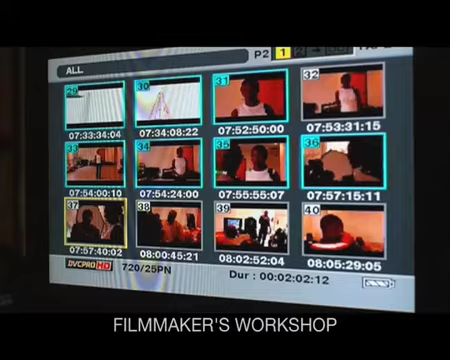 P2 1 2
ALL
29 30 31 32
07:33:34:04 07:34:08:22 07:52:50:00 07:53:31:15
33 34 35 36
07:54:00:10 07:54:24:00 07:55:55:07 07:57:15:11
37 38 39 40
07:57:40:02 08:00:45:21 08:02:52:04 08:05:29:05
DVCPRO HD 720/25PN Dur : 00:02:02:12
FILMMAKER'S WORKSHOP